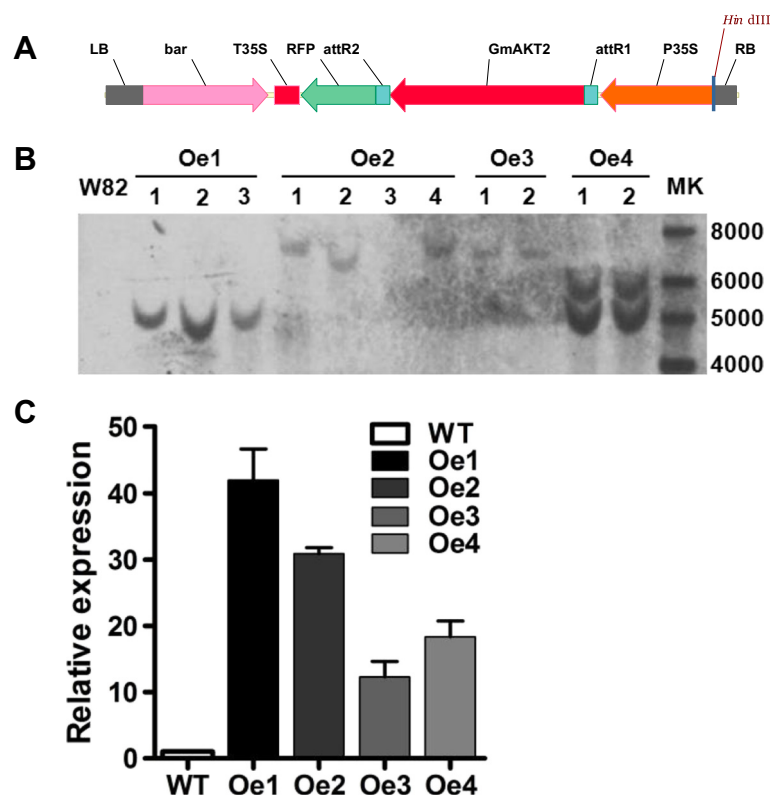 A
Hin dIII
LB bar T35S RFP attR2 GmAKT2 attR1 P35S RB
B
Oe1 Oe2 Oe3 Oe4
W82 1 2 3 1 2 3 4 1 2 1 2 MK
8000
6000
5000
4000
C
Relative expression
50
40
30
20
10
0
WT
Oe1
Oe2
Oe3
Oe4
WT Oe1 Oe2 Oe3 Oe4